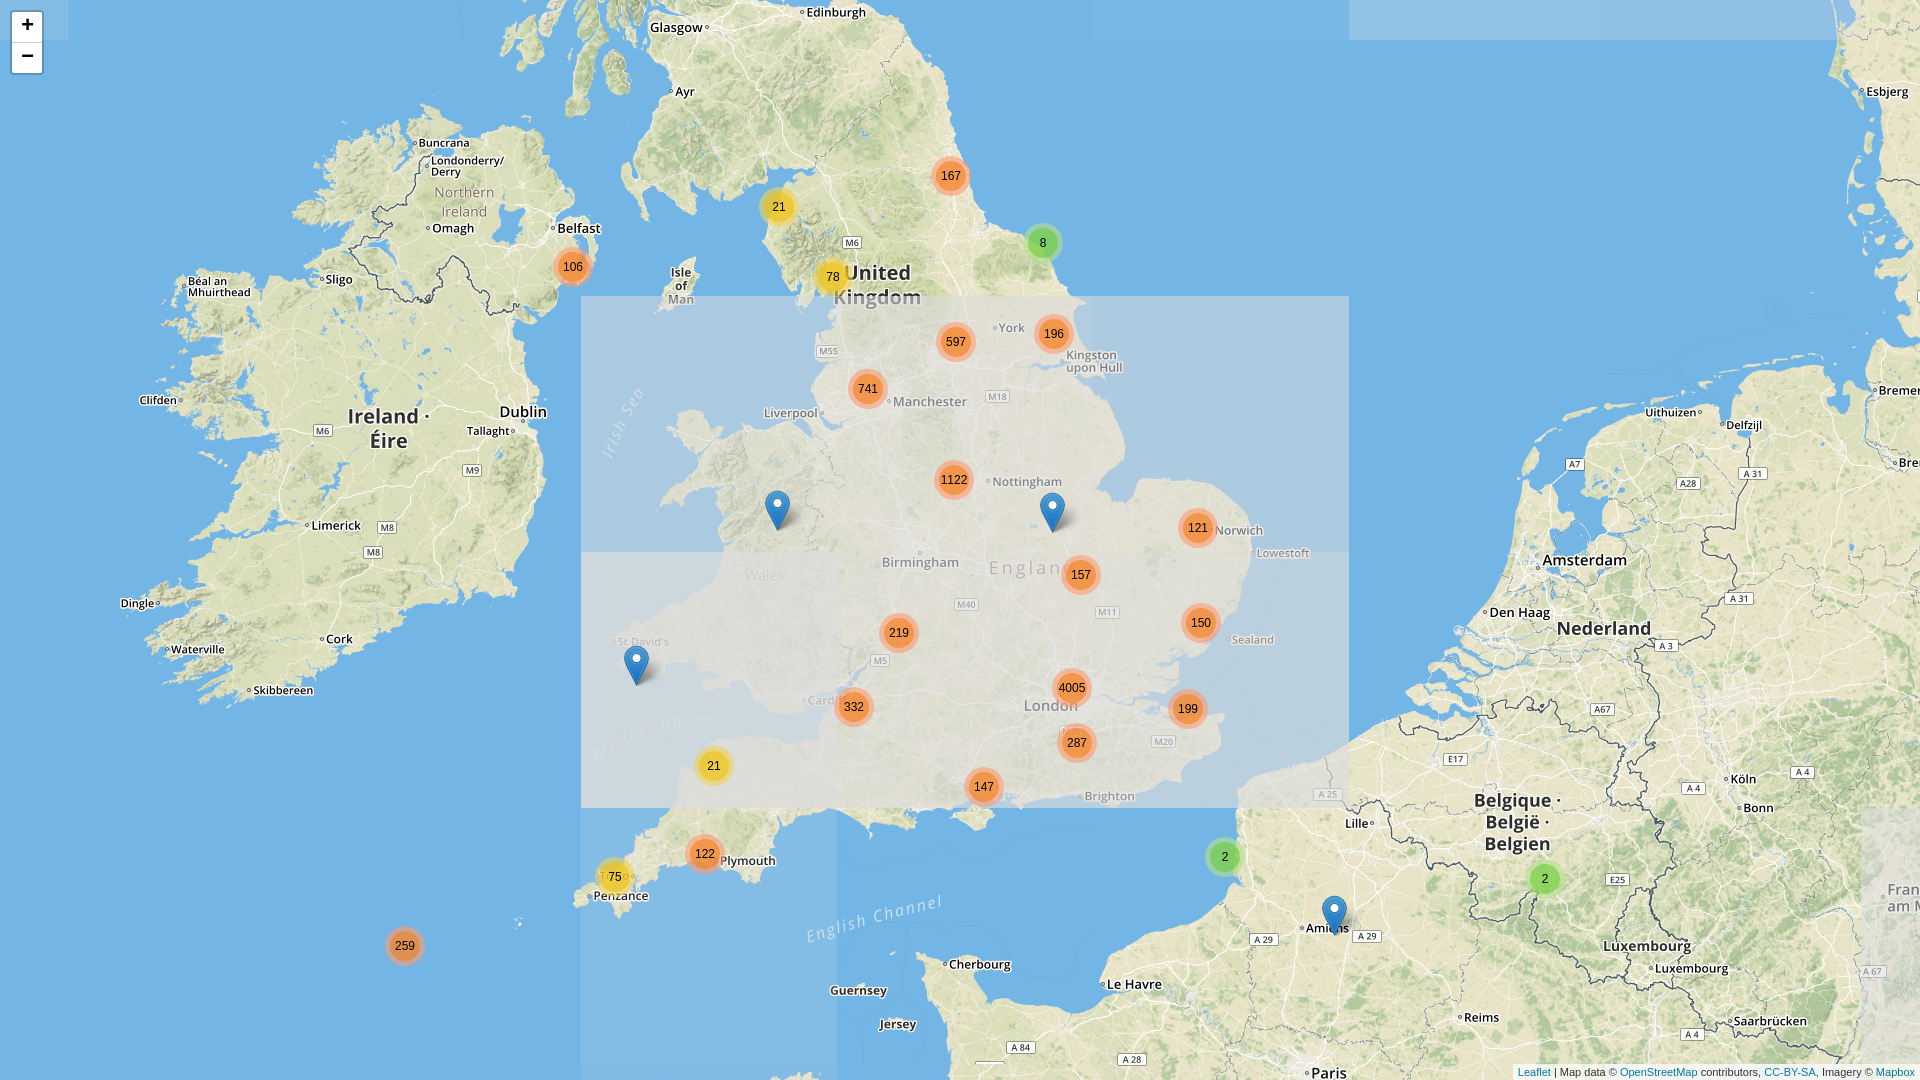 +
−
Edinburgh
Glasgow
Ayr
Esbjerg
Buncrana
Londonderry/
Derry
Northern
Ireland
Omagh
Belfast
106
167
21
8
M6
78
United
Kingdom
Isle
of
Man
Sligo
Béal an
Mhuirthead
York
597
196
Kingston
upon Hull
M55
741
Manchester
M18
Liverpool
Irish Sea
Clifden
Dublin
Tallaght
Ireland ·
Éire
M6
M9
Uithuizen
Delfzijl
A7
A 31
A28
1122
Nottingham
121
Norwich
Lowestoft
Limerick
M8
M8
Birmingham
157
Wales
M40
M11
Amsterdam
Den Haag
Nederland
A 31
A 3
Dingle
Cork
Waterville
Skibbereen
St David's
219
M5
150
Sealand
332
4005
London
199
287
M20
Bristol Channel
21
147
Brighton
A67
E17
A 25
A 4
A 4
Köln
Bonn
Belgique ·
België ·
Belgien
Lille
122
Plymouth
75
Penzance
2
2
E25
259
English Channel
Amiens
A 29
A 29
Luxembourg
Luxembourg
A 67
Cherbourg
Guernsey
Le Havre
Jersey
Reims
Saarbrücken
A 84
A 28
A 4
Paris
Leaflet | Map data © OpenStreetMap contributors, CC-BY-SA, Imagery © Mapbox